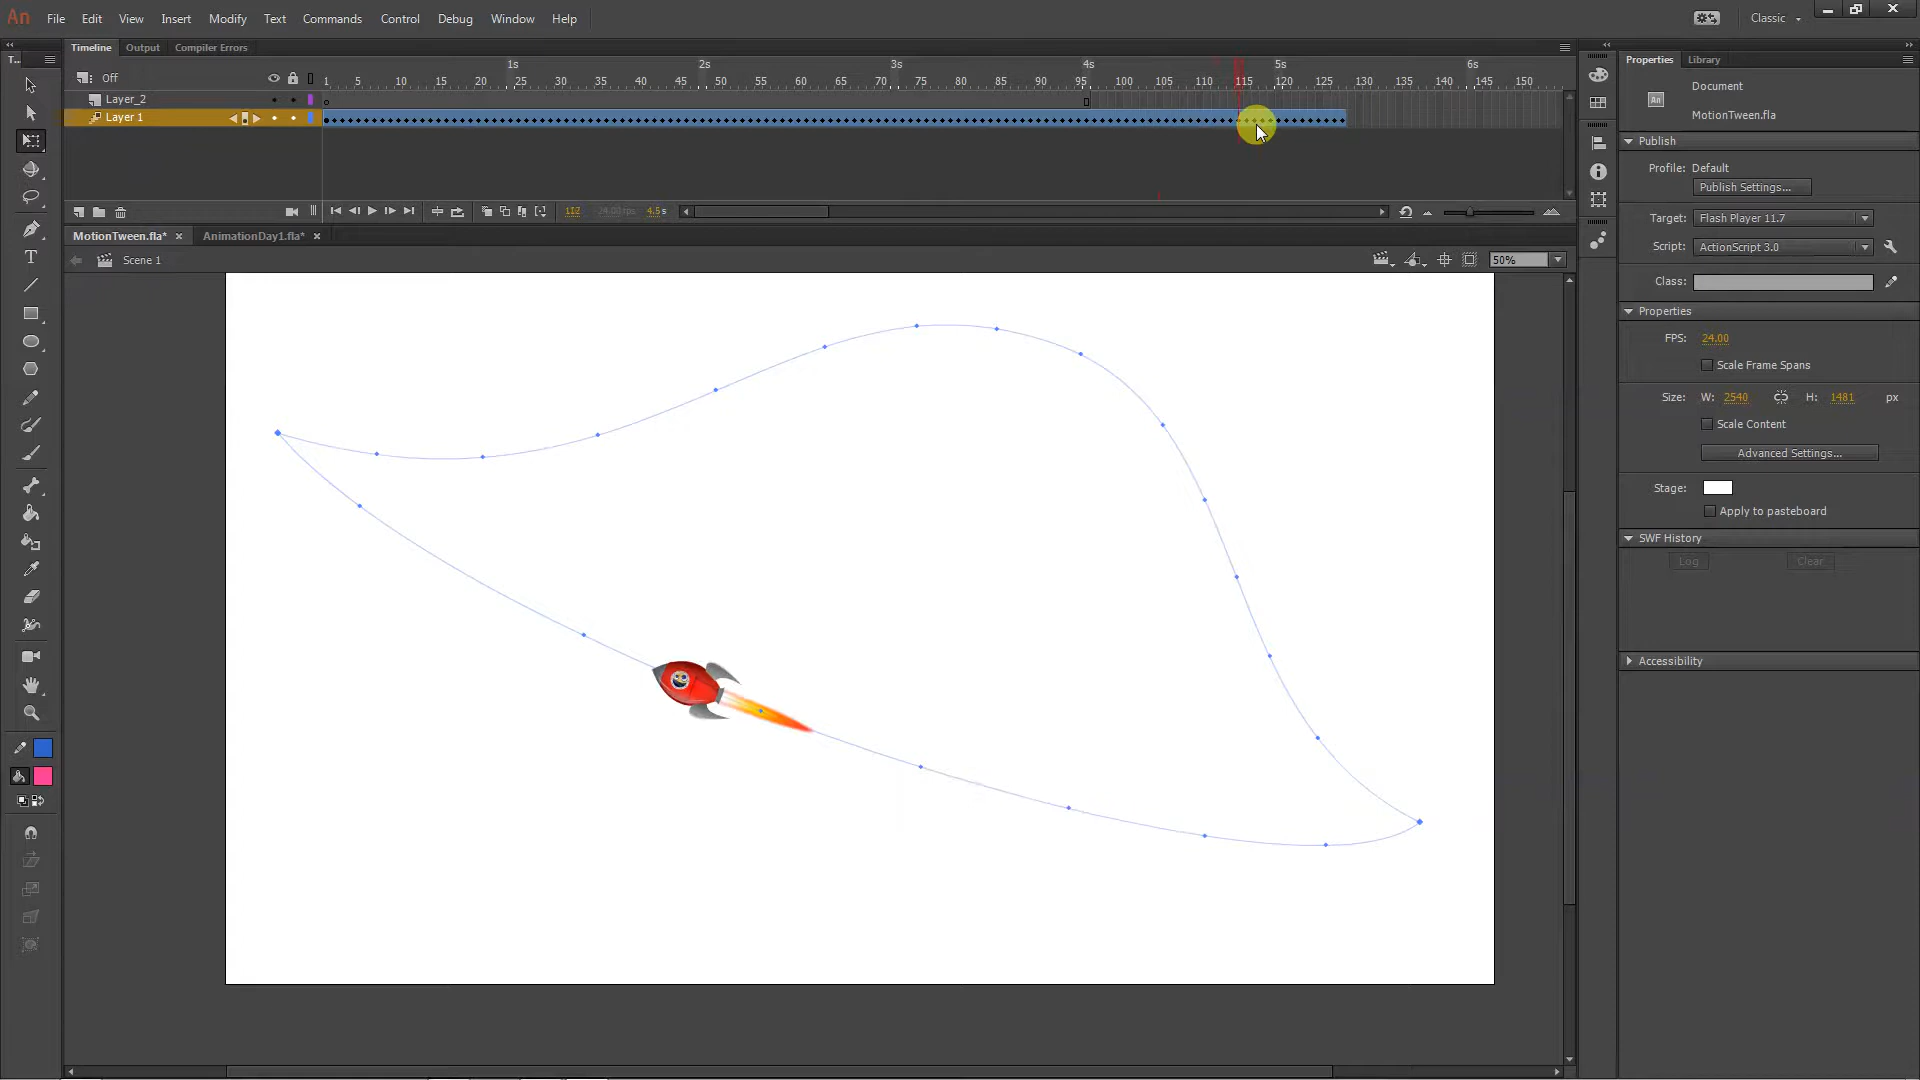 An File Edit View Insert Modify Text Commands Control Debug Window Help Classic
Timeline Output Compiler Errors
T...
Off
1s 2s 3s 4s 5s 6s
1 5 10 15 20 25 30 35 40 45 50 55 60 65 70 75 80 85 90 95 100 105 110 115 120 125 130 135 140 145 150
Layer_2
Layer 1
24.00 fps 4.5 s
MotionTween.fla* × AnimationDay1.fla* ×
Scene 1
50%
T
Properties Library
An
Document
MotionTween.fla
Publish
Profile: Default
Publish Settings...
Target: Flash Player 11.7
Script: ActionScript 3.0
Class:
Properties
FPS: 24.00
Scale Frame Spans
Size: W: 2540 H: 1481 px
Scale Content
Advanced Settings...
Stage:
Apply to pasteboard
SWF History
Log Clear
Accessibility